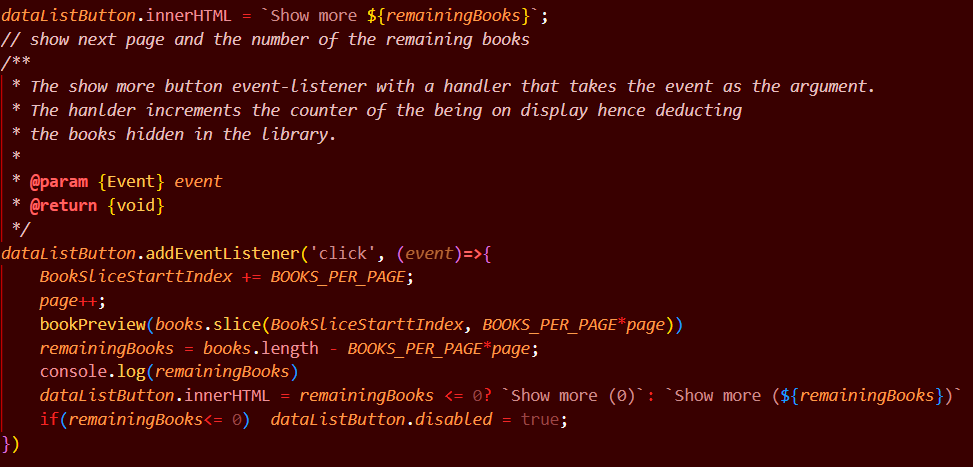 dataListButton.innerHTML = `Show more ${remainingBooks}`;
// show next page and the number of the remaining books
/**
 * The show more button event-listener with a handler that takes the event as the argument.
 * The hanlder increments the counter of the being on display hence deducting
 * the books hidden in the library.
 *
 * @param {Event} event
 * @return {void}
 */
dataListButton.addEventListener('click', (event)=>{
    BookSliceStarttIndex += BOOKS_PER_PAGE;
    page++;
    bookPreview(books.slice(BookSliceStarttIndex, BOOKS_PER_PAGE*page))
    remainingBooks = books.length - BOOKS_PER_PAGE*page;
    console.log(remainingBooks)
    dataListButton.innerHTML = remainingBooks <= 0? `Show more (0)`: `Show more (${remainingBooks})`
    if(remainingBooks<= 0)  dataListButton.disabled = true;
})